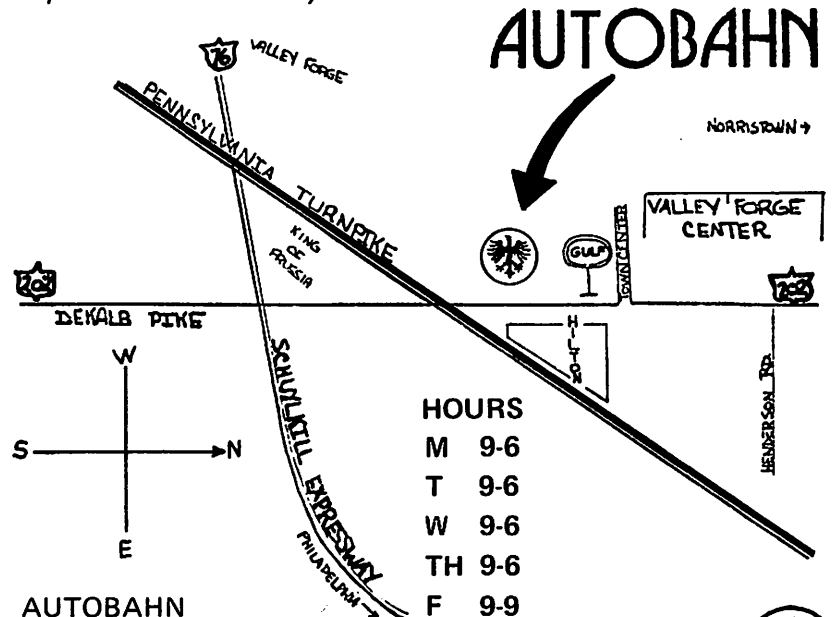 AUTOBAHN
76
VALLEY FORGE
NORRISTOWN →
PENNSYLVANIA TURNPIKE
KING
OF
PRUSSIA
GULF
TOWN CENTER
VALLEY FORGE
CENTER
202
202
DEKALB PIKE
HILTON
HENDERSON RD.
W
S
N
E
SCHUYLKILL EXPRESSWAY
PHILADELPHIA →
HOURS
M 9-6
T 9-6
W 9-6
TH 9-6
F 9-9
AUTOBAHN